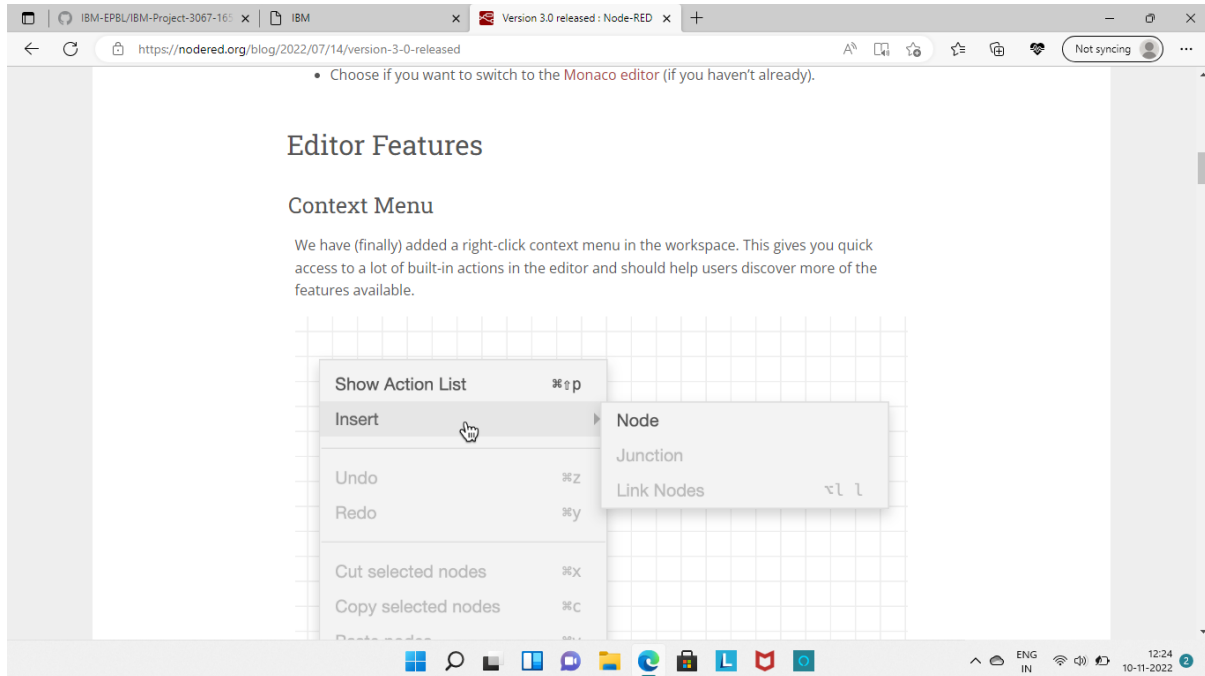 IBM-EPBL/IBM-Project-3067-165
IBM
Version 3.0 released : Node-RED
https://nodered.org/blog/2022/07/14/version-3-0-released
Not syncing
Choose if you want to switch to the Monaco editor (if you haven't already).
Editor Features
Context Menu
We have (finally) added a right-click context menu in the workspace. This gives you quick
access to a lot of built-in actions in the editor and should help users discover more of the
features available.
Show Action List ⌘⇧p
Insert
Node
Junction
Link Nodes ⌥l l
Undo ⌘z
Redo ⌘y
Cut selected nodes ⌘x
Copy selected nodes ⌘c
Paste nodes ⌘v
ENG
IN
12:24
10-11-2022
2